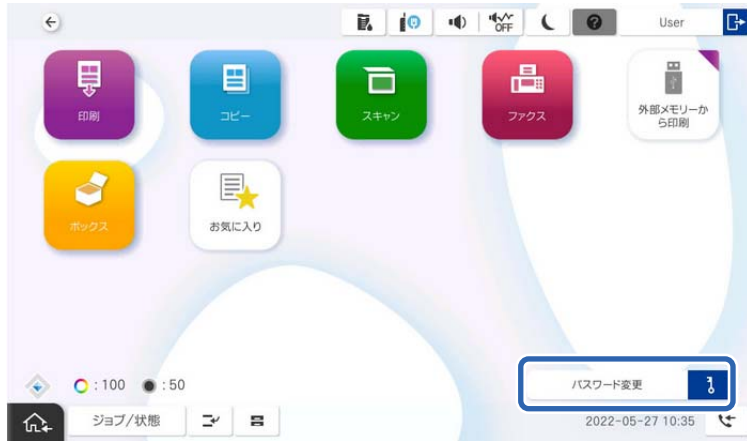 OFF
User
印刷
コピー
スキャン
ファクス
外部メモリーか
ら印刷
ボックス
お気に入り
:100 :50
パスワード変更
ジョブ/状態
2022-05-27 10:35